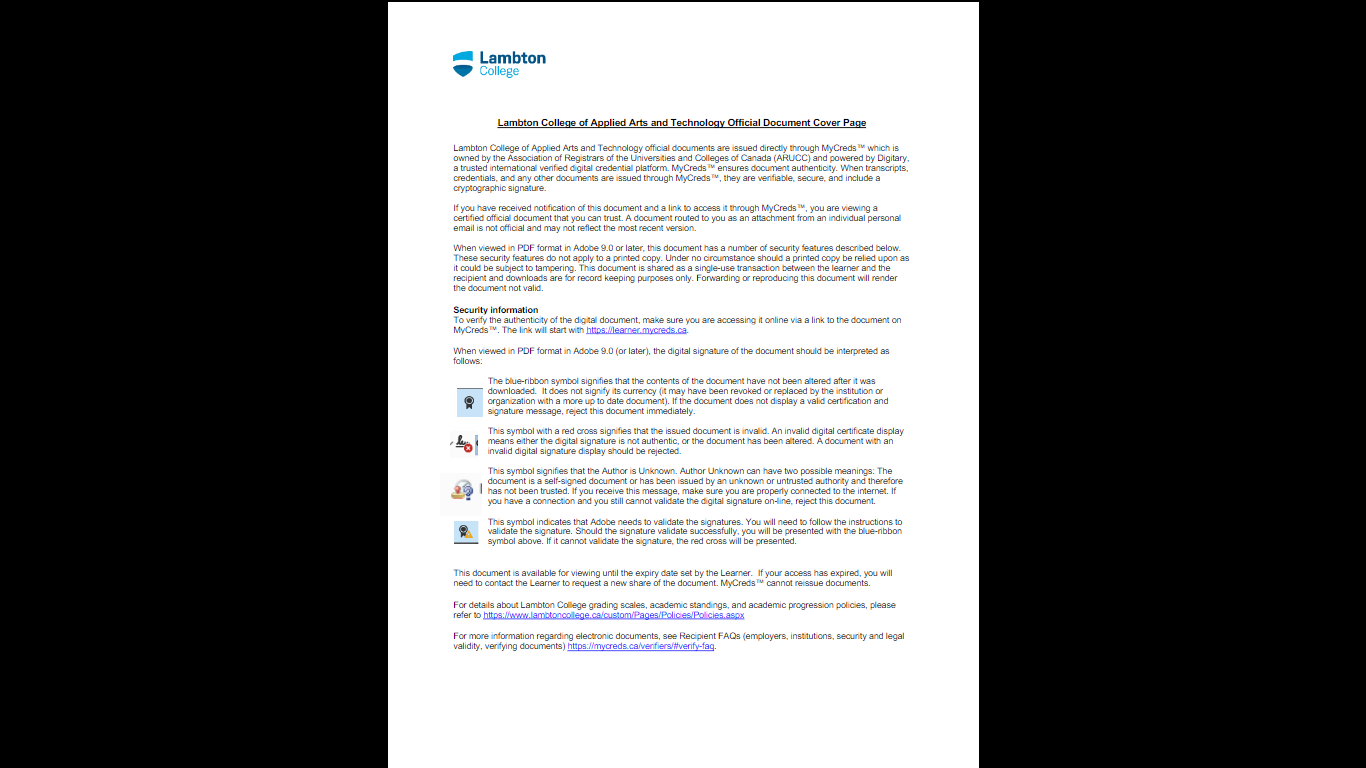 Lambton
College
Lambton College of Applied Arts and Technology Official Document Cover Page
Lambton College of Applied Arts and Technology official documents are issued directly through MyCreds™ which is
owned by the Association of Registrars of the Universities and Colleges of Canada (ARUCC) and powered by Digitary,
a trusted international verified digital credential platform. MyCreds™ ensures document authenticity. When transcripts,
credentials, and any other documents are issued through MyCreds™, they are verifiable, secure, and include a
cryptographic signature.
If you have received notification of this document and a link to access it through MyCreds™, you are viewing a
certified official document that you can trust. A document routed to you as an attachment from an individual personal
email is not official and may not reflect the most recent version.
When viewed in PDF format in Adobe 9.0 or later, this document has a number of security features described below.
These security features do not apply to a printed copy. Under no circumstance should a printed copy be relied upon as
it could be subject to tampering. This document is shared as a single-use transaction between the learner and the
recipient and downloads are for record keeping purposes only. Forwarding or reproducing this document will render
the document not valid.
Security information
To verify the authenticity of the digital document, make sure you are accessing it online via a link to the document on
MyCreds™. The link will start with https://learner.mycreds.ca.
When viewed in PDF format in Adobe 9.0 (or later), the digital signature of the document should be interpreted as
follows:
The blue-ribbon symbol signifies that the contents of the document have not been altered after it was
downloaded. It does not signify its currency (it may have been revoked or replaced by the institution or
organization with a more up to date document). If the document does not display a valid certification and
signature message, reject this document immediately.
This symbol with a red cross signifies that the issued document is invalid. An invalid digital certificate display
means either the digital signature is not authentic, or the document has been altered. A document with an
invalid digital signature display should be rejected.
This symbol signifies that the Author is Unknown. Author Unknown can have two possible meanings: The
document is a self-signed document or has been issued by an unknown or untrusted authority and therefore
has not been trusted. If you receive this message, make sure you are properly connected to the internet. If
you have a connection and you still cannot validate the digital signature on-line, reject this document.
This symbol indicates that Adobe needs to validate the signatures. You will need to follow the instructions to
validate the signature. Should the signature validate successfully, you will be presented with the blue-ribbon
symbol above. If it cannot validate the signature, the red cross will be presented.
This document is available for viewing until the expiry date set by the Learner. If your access has expired, you will
need to contact the Learner to request a new share of the document. MyCreds™ cannot reissue documents.
For details about Lambton College grading scales, academic standings, and academic progression policies, please
refer to https://www.lambtoncollege.ca/custom/Pages/Policies/Policies.aspx
For more information regarding electronic documents, see Recipient FAQs (employers, institutions, security and legal
validity, verifying documents) https://mycreds.ca/verifiers/#verify-faq.